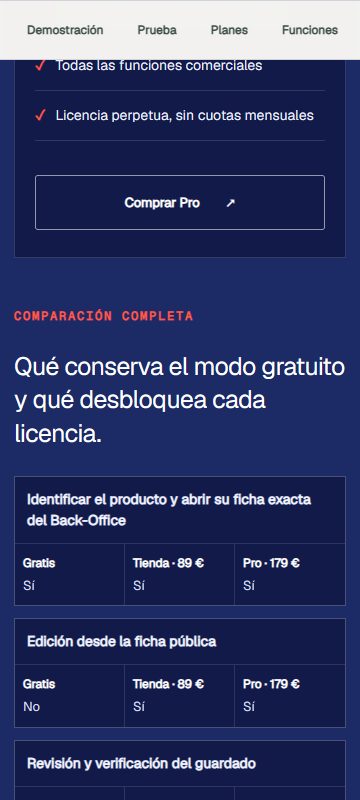 Demostración Prueba Planes Funciones
✓ Todas las funciones comerciales
✓ Licencia perpetua, sin cuotas mensuales
Comprar Pro ↗
COMPARACIÓN COMPLETA
Qué conserva el modo gratuito
y qué desbloquea cada
licencia.
Identificar el producto y abrir su ficha exacta
del Back-Office
Gratis Tienda · 89 € Pro · 179 €
Sí Sí Sí
Edición desde la ficha pública
Gratis Tienda · 89 € Pro · 179 €
No Sí Sí
Revisión y verificación del guardado